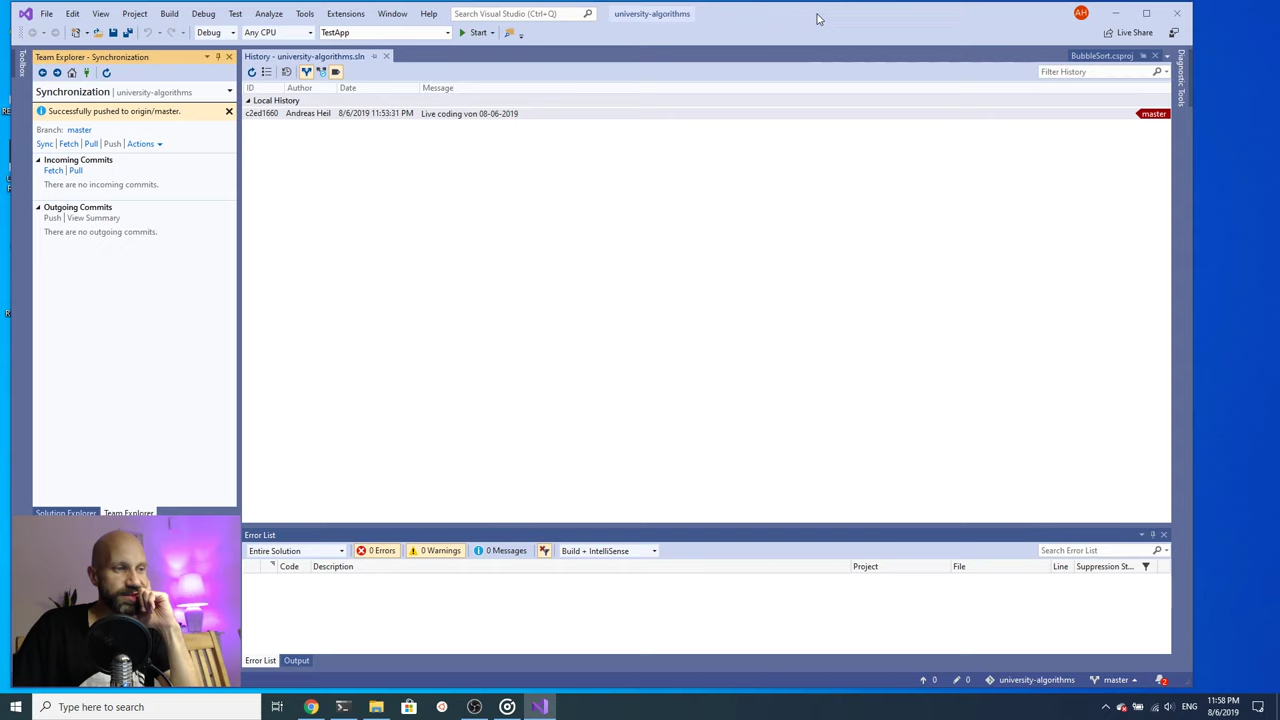 File Edit View Project Build Debug Test Analyze Tools Extensions Window Help Search Visual Studio (Ctrl+Q) university-algorithms AH
Debug Any CPU TestApp Start Live Share
Team Explorer - Synchronization
History - university-algorithms.sln
BubbleSort.csproj
Toolbox
Diagnostic Tools
Filter History
Synchronization | university-algorithms
Successfully pushed to origin/master.
Branch: master
Sync | Fetch | Pull | Push | Actions
Incoming Commits
Fetch | Pull
There are no incoming commits.
Outgoing Commits
Push | View Summary
There are no outgoing commits.
Solution Explorer Team Explorer
ID Author Date Message
Local History
c2ed1660 Andreas Heil 8/6/2019 11:53:31 PM Live coding von 08-06-2019 master
Error List
Entire Solution 0 Errors 0 Warnings 0 Messages Build + IntelliSense Search Error List
Code Description Project File Line Suppression St...
Error List Output
0 0 university-algorithms master 2
Type here to search
ENG 11:58 PM
8/6/2019